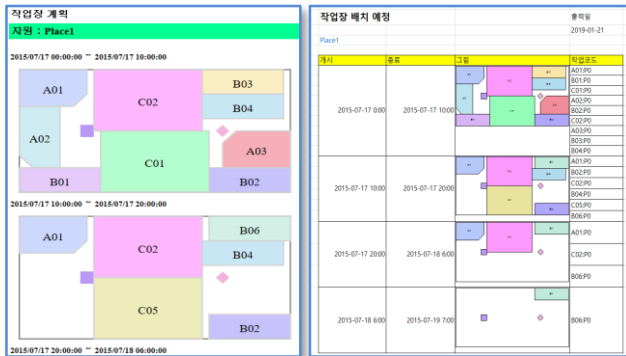 작업장 계획
자원 : Place1
2015/07/17 00:00:00 ~ 2015/07/17 10:00:00
A01
C02
B03
B04
A02
C01
A03
B01
B02
2015/07/17 10:00:00 ~ 2015/07/17 20:00:00
A01
C02
B06
B04
C05
B02
2015/07/17 20:00:00 ~ 2015/07/18 06:00:00
작업장 배치 예정
출력일
2019-01-21
Place1
개시 종료 그림 작업코드
2015-07-17 0:00 2015-07-17 10:00
A01:P0
B01:P0
C01:P0
A02:P0
B02:P0
C02:P0
A03:P0
B03:P0
B04:P0
2015-07-17 10:00 2015-07-17 20:00
A01:P0
B02:P0
C02:P0
B04:P0
C05:P0
B06:P0
2015-07-17 20:00 2015-07-18 6:00
A01:P0
C02:P0
B06:P0
2015-07-18 6:00 2015-07-19 7:00
B06:P0